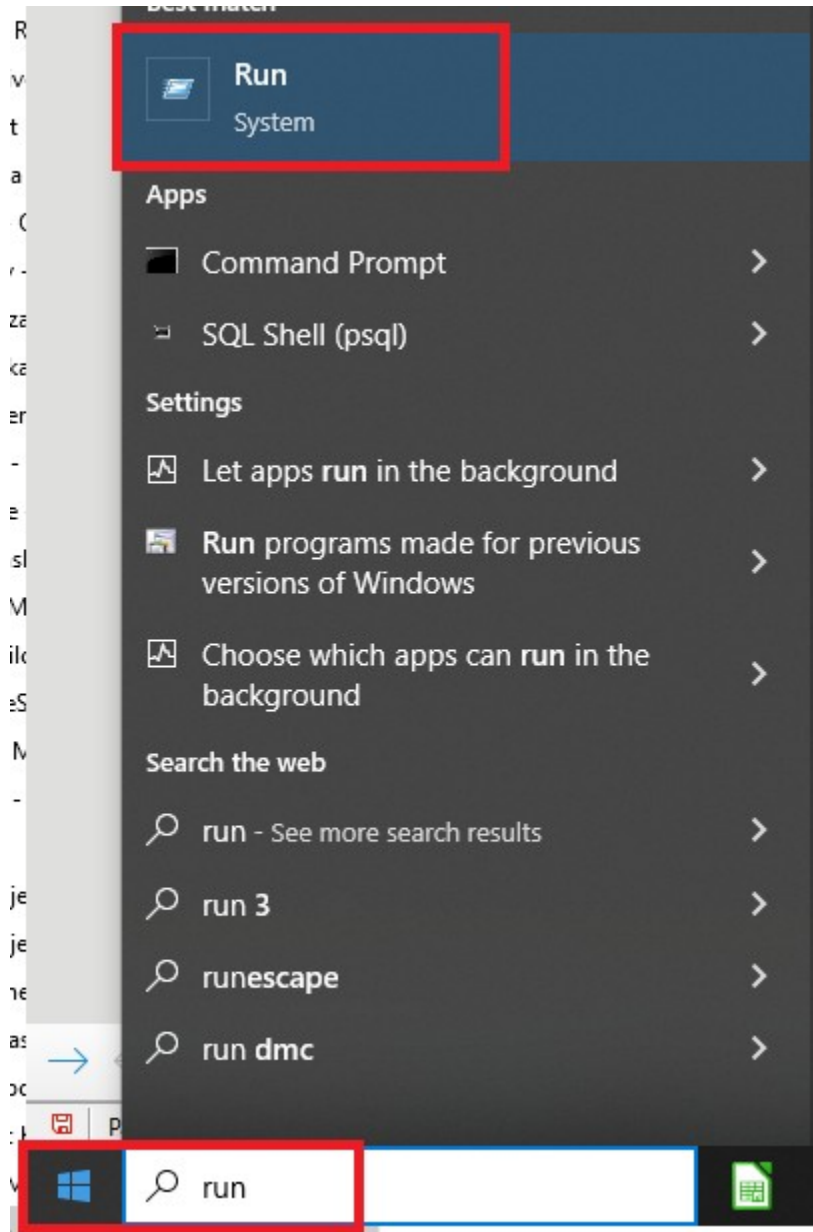 Best match
Run
System
Apps
Command Prompt
SQL Shell (psql)
Settings
Let apps run in the background
Run programs made for previous
versions of Windows
Choose which apps can run in the
background
Search the web
run - See more search results
run 3
runescape
run dmc
run